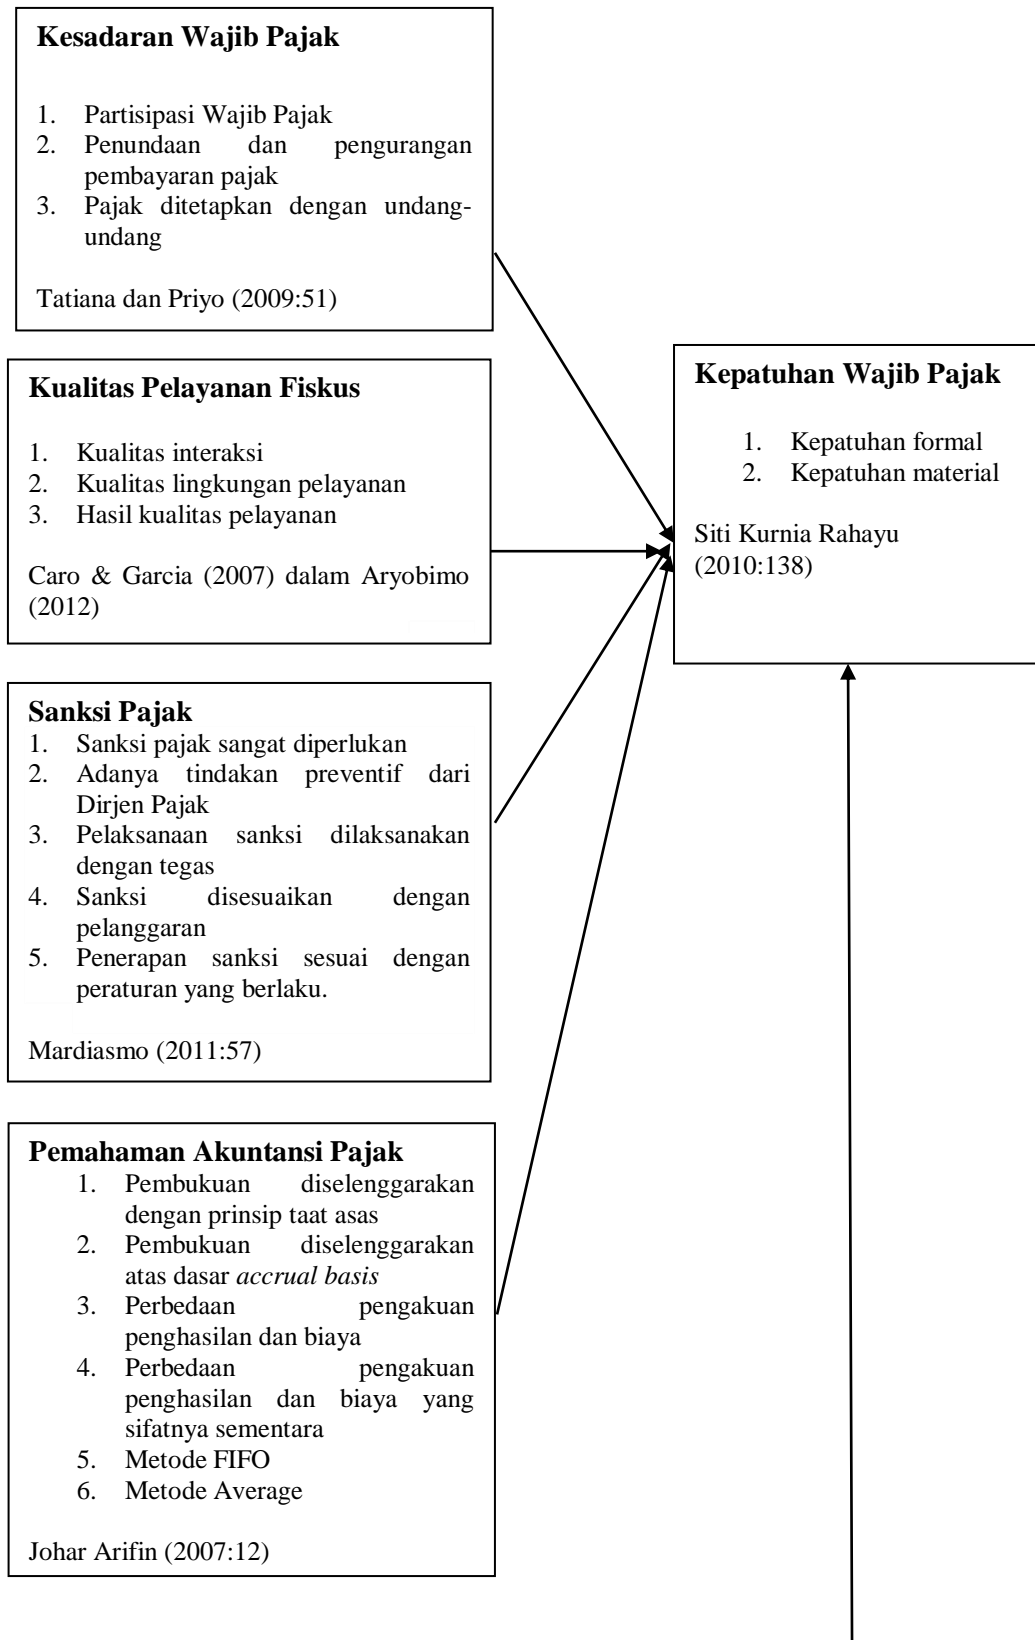 Kesadaran Wajib Pajak
1. Partisipasi Wajib Pajak
2. Penundaan dan pengurangan
pembayaran pajak
3. Pajak ditetapkan dengan undang-
undang
Tatiana dan Priyo (2009:51)
Kualitas Pelayanan Fiskus
1. Kualitas interaksi
2. Kualitas lingkungan pelayanan
3. Hasil kualitas pelayanan
Caro & Garcia (2007) dalam Aryobimo
(2012)
Sanksi Pajak
1. Sanksi pajak sangat diperlukan
2. Adanya tindakan preventif dari
Dirjen Pajak
3. Pelaksanaan sanksi dilaksanakan
dengan tegas
4. Sanksi disesuaikan dengan
pelanggaran
5. Penerapan sanksi sesuai dengan
peraturan yang berlaku.
Mardiasmo (2011:57)
Pemahaman Akuntansi Pajak
1. Pembukuan diselenggarakan
dengan prinsip taat asas
2. Pembukuan diselenggarakan
atas dasar accrual basis
3. Perbedaan pengakuan
penghasilan dan biaya
4. Perbedaan pengakuan
penghasilan dan biaya yang
sifatnya sementara
5. Metode FIFO
6. Metode Average
Johar Arifin (2007:12)
Kepatuhan Wajib Pajak
1. Kepatuhan formal
2. Kepatuhan material
Siti Kurnia Rahayu
(2010:138)